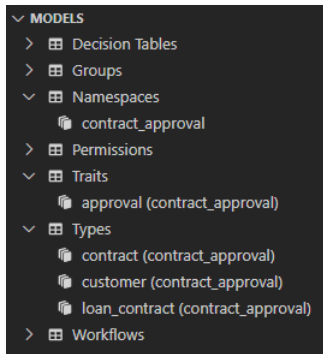 MODELS
Decision Tables
Groups
Namespaces
contract_approval
Permissions
Traits
approval (contract_approval)
Types
contract (contract_approval)
customer (contract_approval)
loan_contract (contract_approval)
Workflows